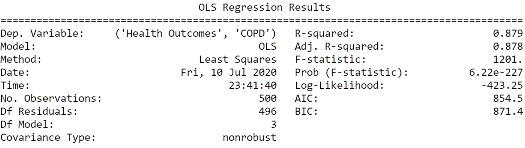 OLS Regression Results
Dep. Variable: ('Health Outcomes', 'COPD') R-squared: 0.879
Model: OLS Adj. R-squared: 0.878
Method: Least Squares F-statistic: 1201.
Date: Fri, 10 Jul 2020 Prob (F-statistic): 6.22e-227
Time: 23:41:40 Log-Likelihood: -423.25
No. Observations: 500 AIC: 854.5
Df Residuals: 496 BIC: 871.4
Df Model: 3
Covariance Type: nonrobust